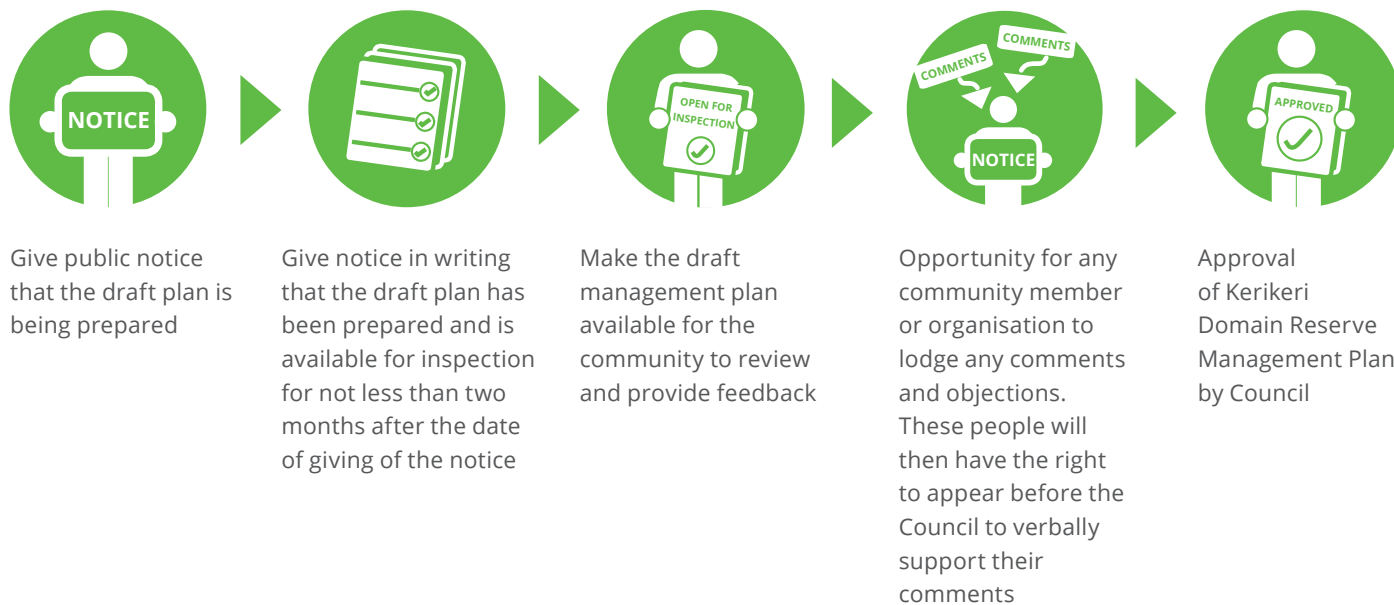 NOTICE
OPEN FOR
INSPECTION
COMMENTS
COMMENTS
NOTICE
APPROVED
Give public notice
that the draft plan is
being prepared
Give notice in writing
that the draft plan has
been prepared and is
available for inspection
for not less than two
months after the date
of giving of the notice
Make the draft
management plan
available for the
community to review
and provide feedback
Opportunity for any
community member
or organisation to
lodge any comments
and objections.
These people will
then have the right
to appear before the
Council to verbally
support their
comments
Approval
of Kerikeri
Domain Reserve
Management Plan
by Council